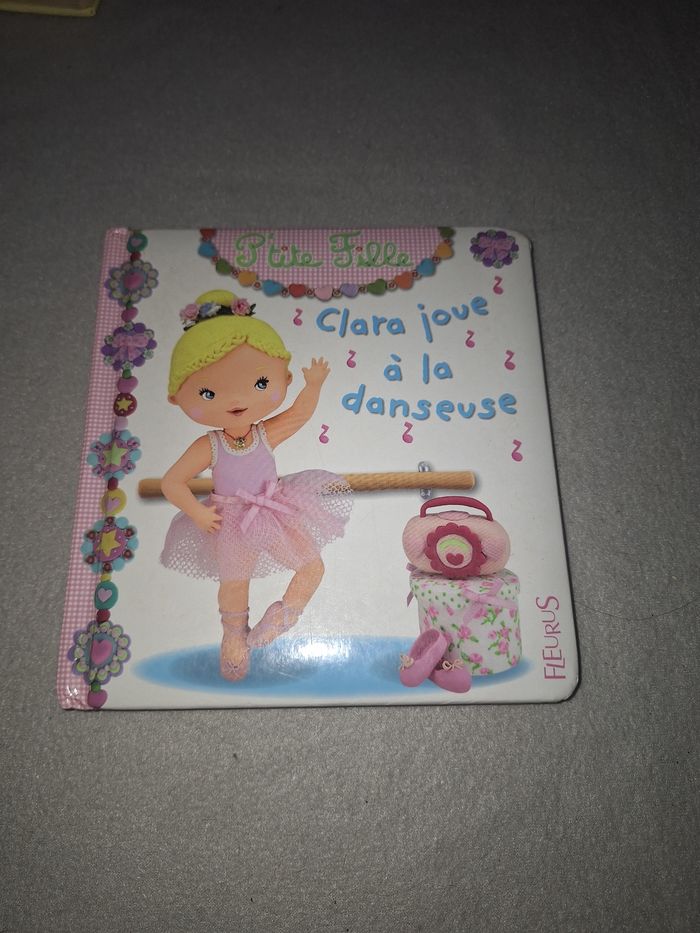 P'tite Fille
Clara joue
à la
danseuse
FLEURUS